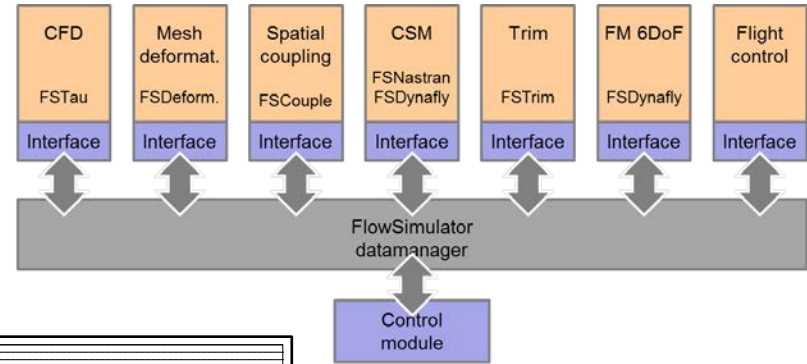 CFD
FSTau
Interface
Mesh
deformat.
FSDeform.
Interface
Spatial
coupling
FSCouple
Interface
CSM
FSNastran
FSDynafly
Interface
Trim
FSTrim
Interface
FM 6DoF
FSDynafly
Interface
Flight
control
Interface
FlowSimulator
datamanager
Control
module